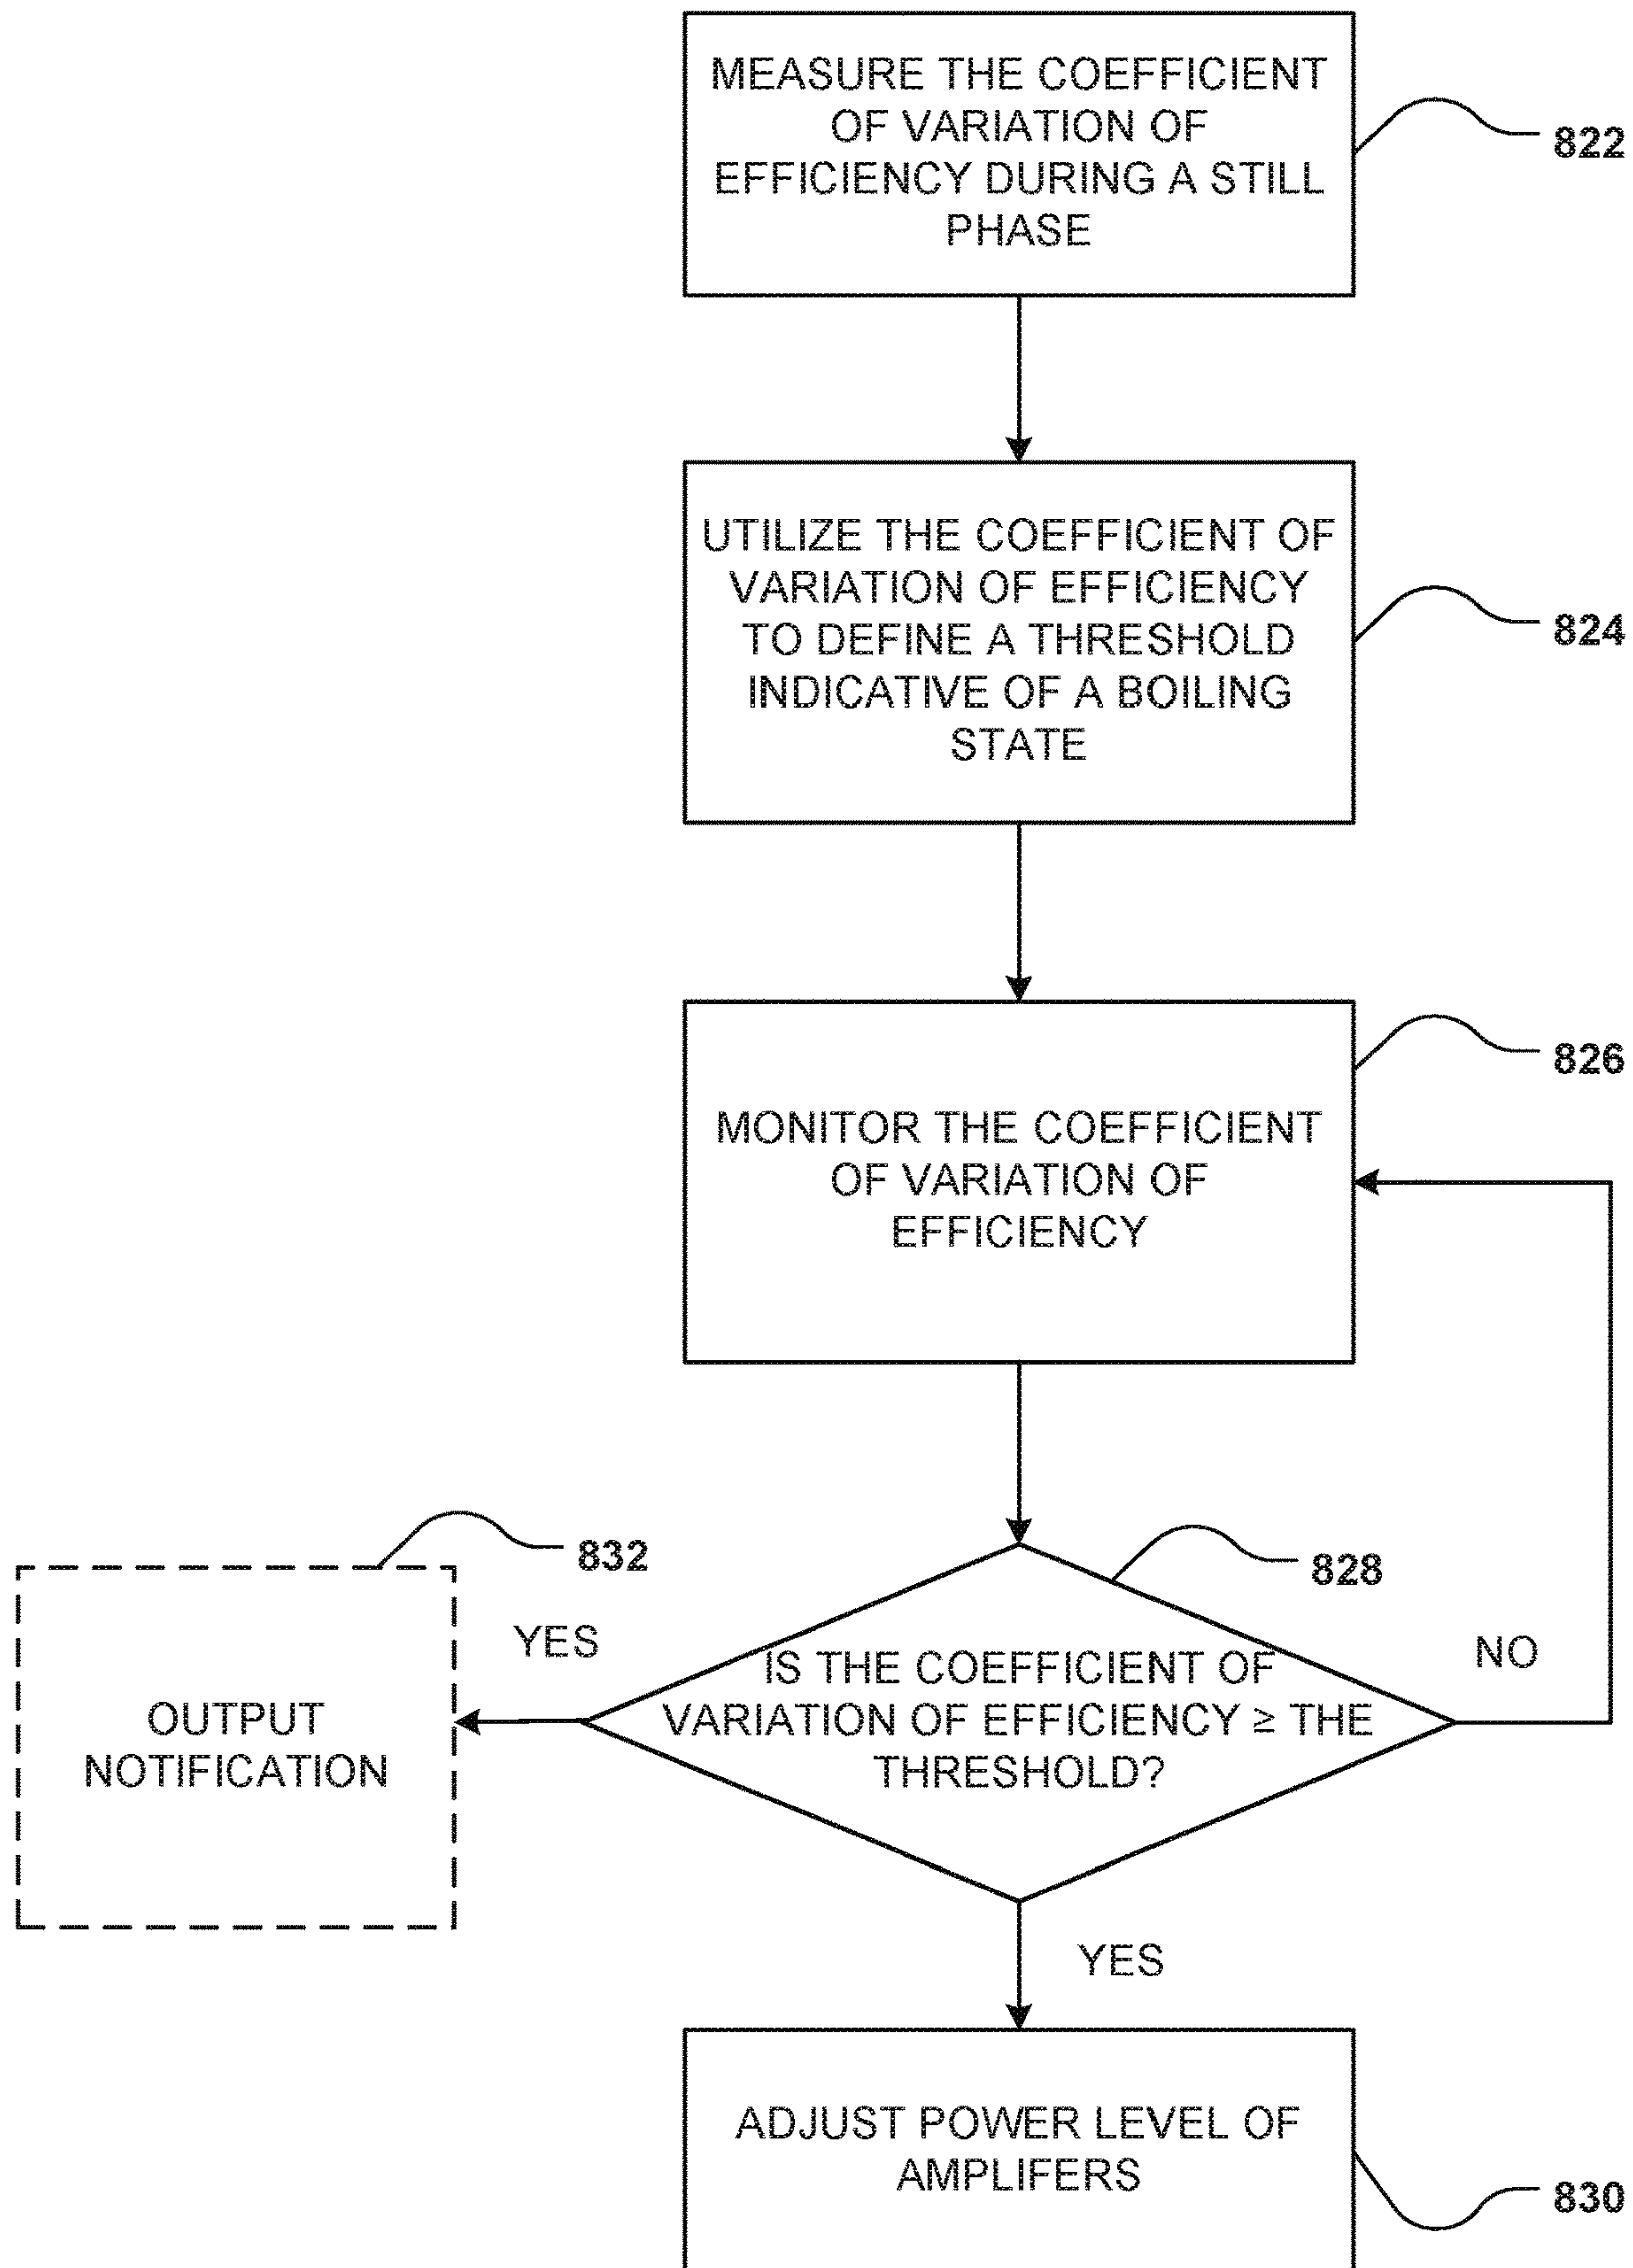 MEASURE THE COEFFICIENT
OF VARIATION OF
EFFICIENCY DURING A STILL
PHASE
822
UTILIZE THE COEFFICIENT OF
VARIATION OF EFFICIENCY
TO DEFINE A THRESHOLD
INDICATIVE OF A BOILING
STATE
824
826
MONITOR THE COEFFICIENT
OF VARIATION OF
EFFICIENCY
832
828
YES
NO
IS THE COEFFICIENT OF
VARIATION OF EFFICIENCY ≥ THE
THRESHOLD?
OUTPUT
NOTIFICATION
YES
ADJUST POWER LEVEL OF
AMPLIFERS
830